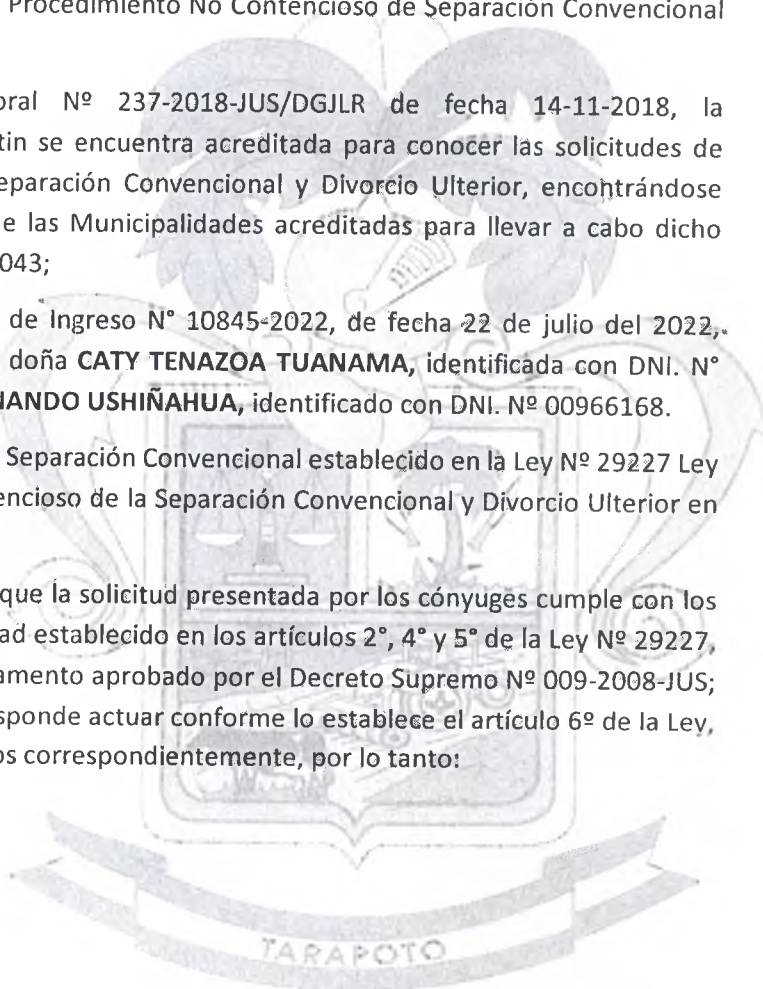 Procedimiento No Contencioso de Separación Convencional
oral Nº 237-2018-JUS/DGJLR de fecha 14-11-2018, la
tin se encuentra acreditada para conocer las solicitudes de
eparación Convencional y Divorcio Ulterior, encontrándose
e las Municipalidades acreditadas para llevar a cabo dicho
043;
de Ingreso N° 10845-2022, de fecha 22 de julio del 2022,
doña CATY TENAZOA TUANAMA, identificada con DNI. N°
NANDO USHIÑAHUA, identificado con DNI. Nº 00966168.
Separación Convencional establecido en la Ley Nº 29227 Ley
encioso de la Separación Convencional y Divorcio Ulterior en
que la solicitud presentada por los cónyuges cumple con los
ad establecido en los artículos 2°, 4° y 5° de la Ley Nº 29227,
amento aprobado por el Decreto Supremo Nº 009-2008-JUS;
sponde actuar conforme lo establece el artículo 6º de la Ley,
os correspondientemente, por lo tanto:
TARAPOTO